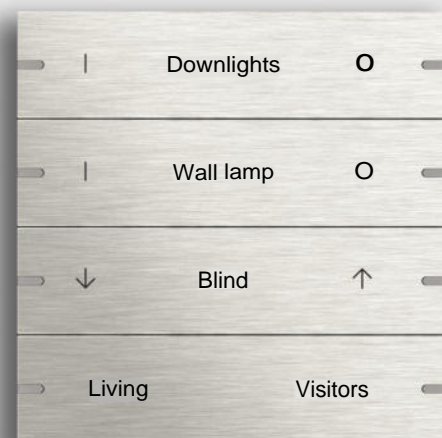 | Downlights O
| Wall lamp O
↓ Blind ↑
Living Visitors